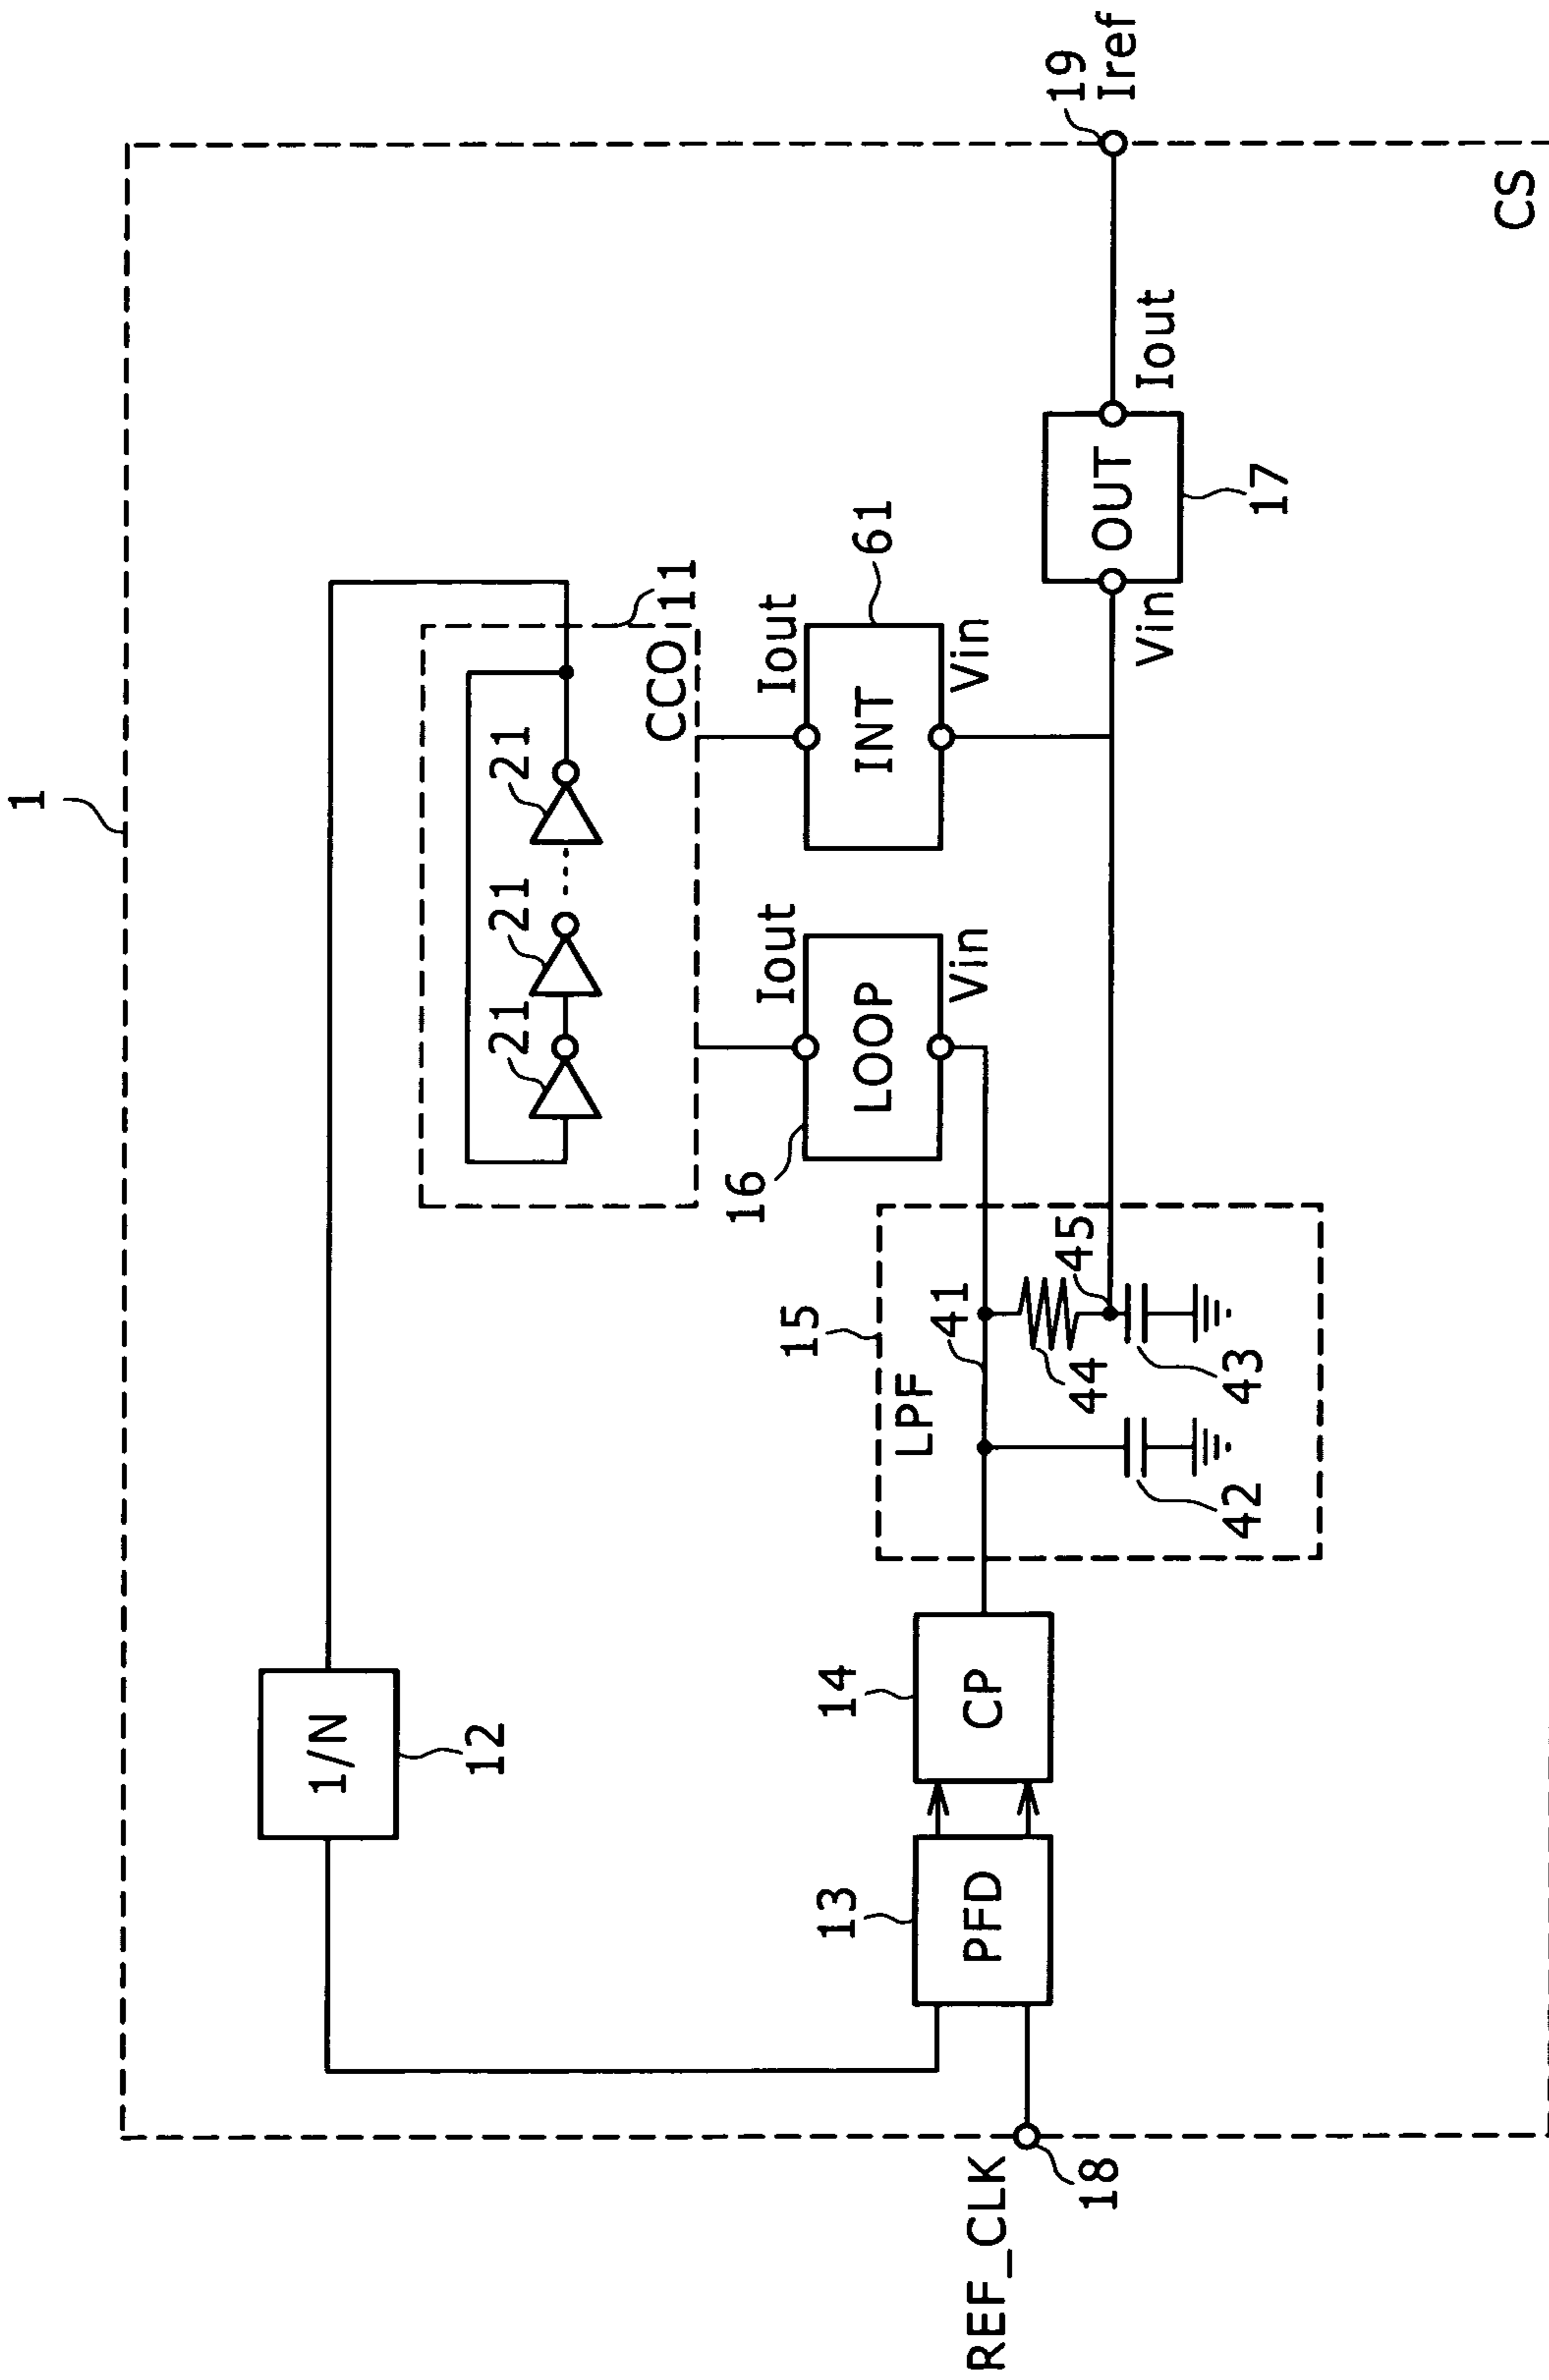 1
1/N
12
21
21
21
CCO
11
16
Iout
LOOP
Vin
Iout
INT
Vin
61
REF_CLK
18
13
PFD
14
CP
15
LPF
41
44
45
42
43
Vin
OUT
17
Iout
19
Iref
CS